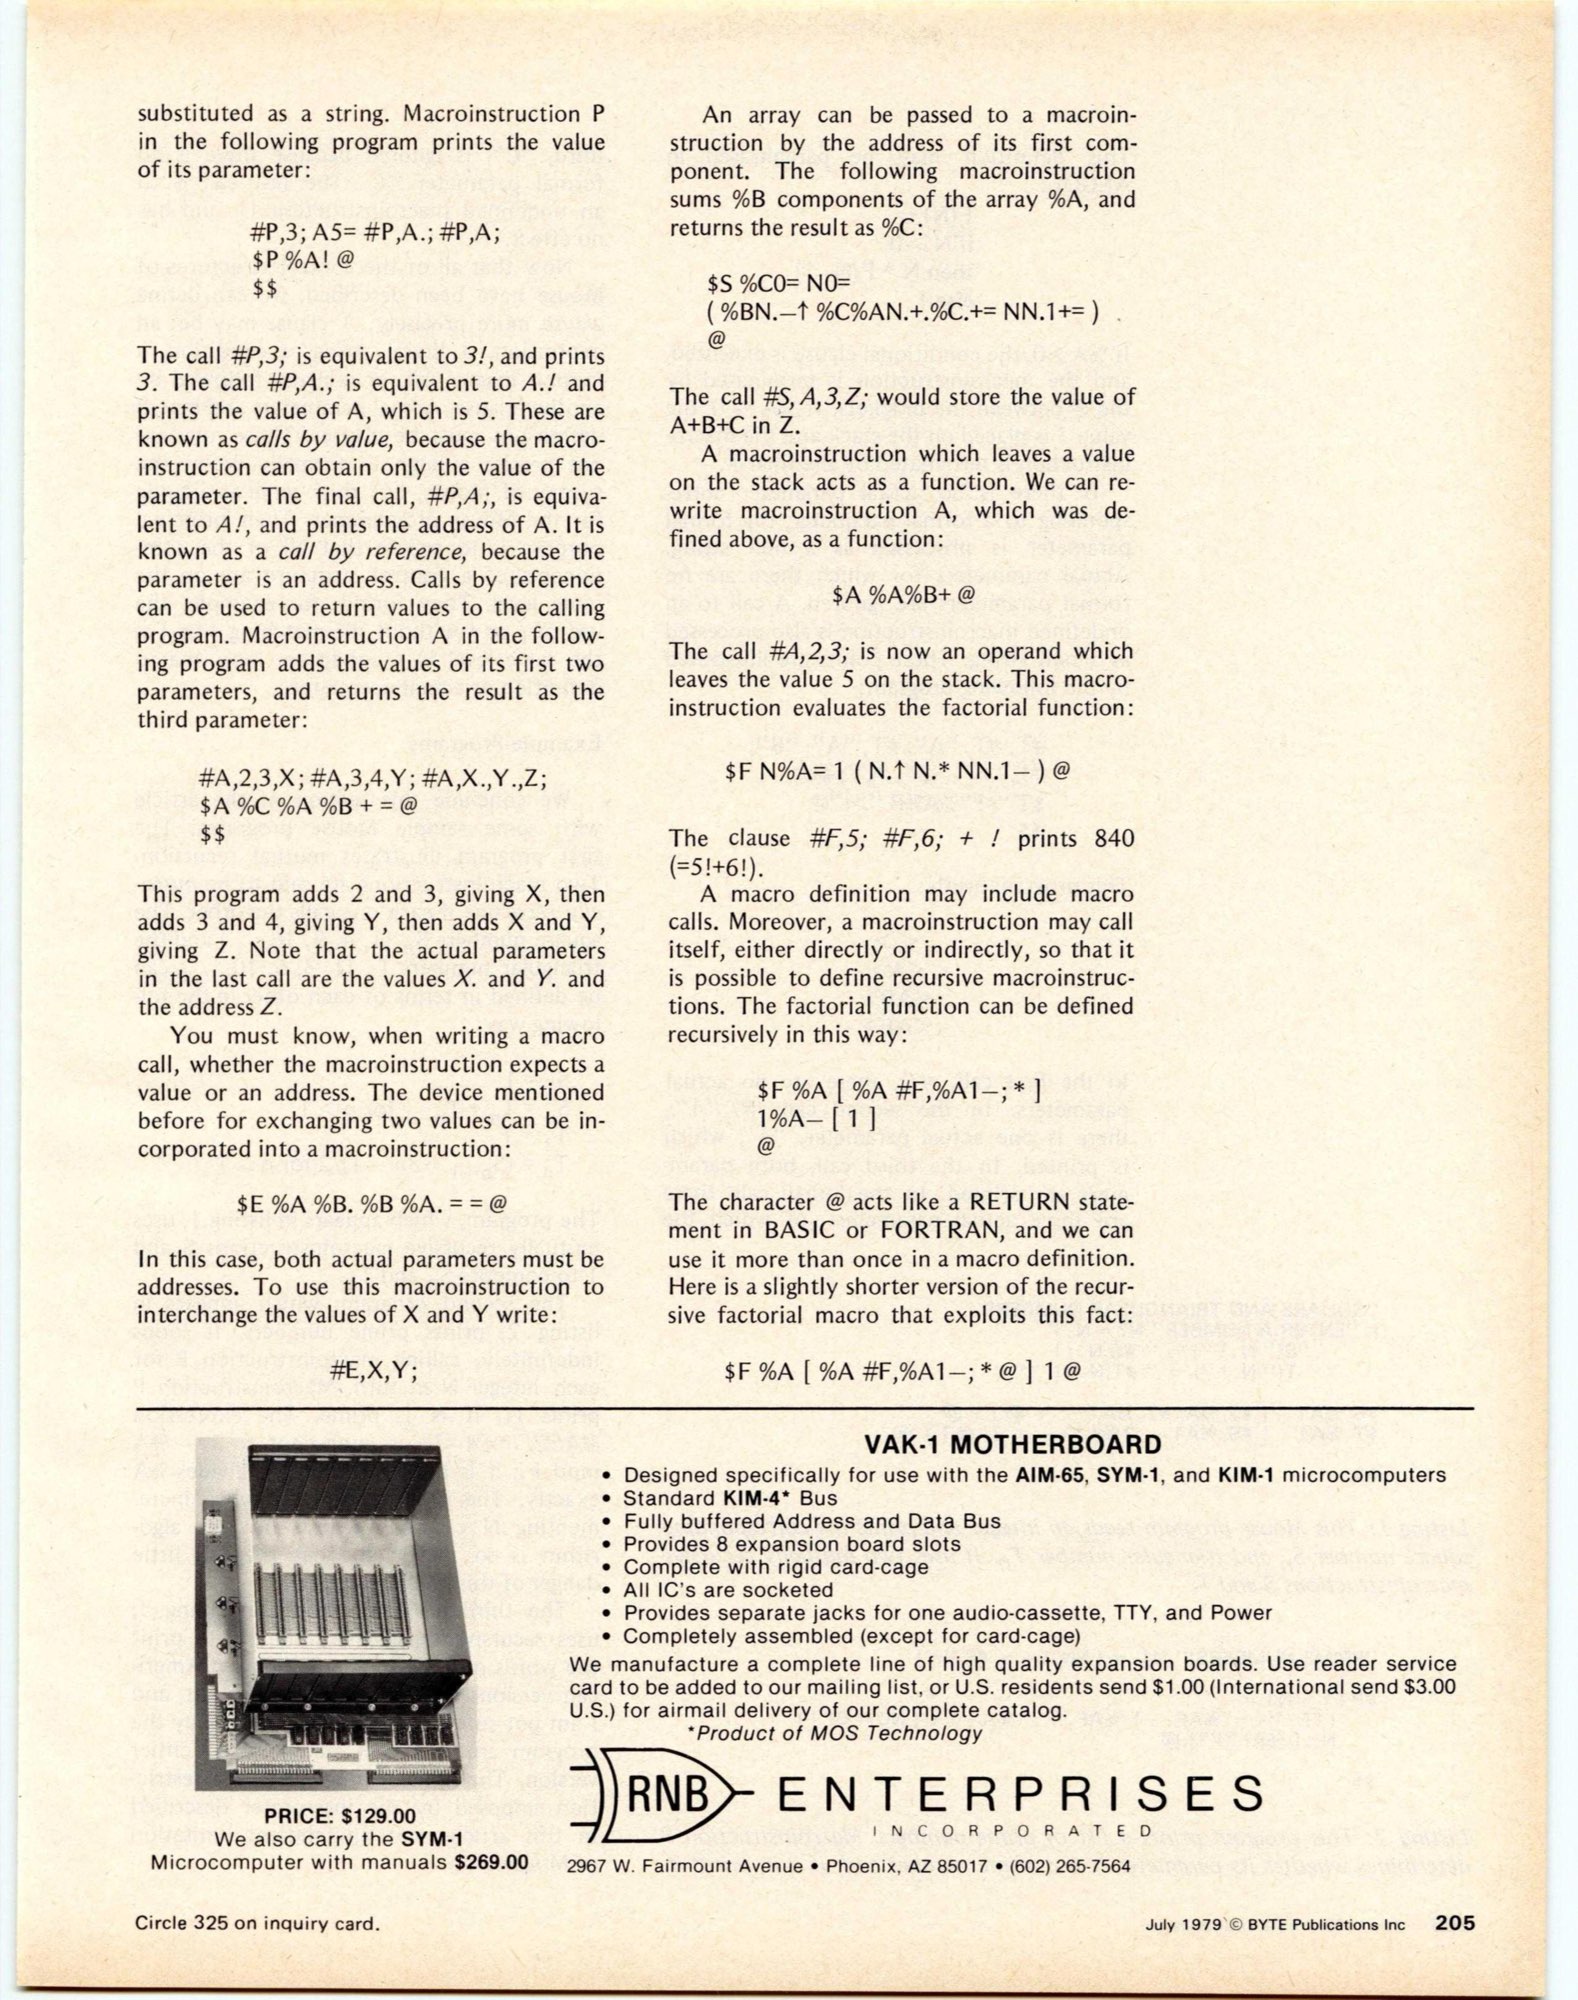 substituted as a string. Macroinstruction P
in the following program prints the value
of its parameter:
#P,3; A5= #P,A.; #P,A;
$P %A! @
$$
The call #P,3; is equivalent to 3!, and prints
3. The call #P,A.; is equivalent to A.! and
prints the value of A, which is 5. These are
known as calls by value, because the macro-
instruction can obtain only the value of the
parameter. The final call, #P,A;, is equiva-
lent to A!, and prints the address of A. It is
known as a call by reference, because the
parameter is an address. Calls by reference
can be used to return values to the calling
program. Macroinstruction A in the follow-
ing program adds the values of its first two
parameters, and returns the result as the
third parameter:
#A,2,3,X; #A,3,4,Y; #A,X.,Y.,Z;
$A %C %A %B + = @
$$
This program adds 2 and 3, giving X, then
adds 3 and 4, giving Y, then adds X and Y,
giving Z. Note that the actual parameters
in the last call are the values X. and Y. and
the address Z.
You must know, when writing a macro
call, whether the macroinstruction expects a
value or an address. The device mentioned
before for exchanging two values can be in-
corporated into a macroinstruction:
$E %A %B. %B %A. = = @
In this case, both actual parameters must be
addresses. To use this macroinstruction to
interchange the values of X and Y write:
#E,X,Y;
An array can be passed to a macroin-
struction by the address of its first com-
ponent. The following macroinstruction
sums %B components of the array %A, and
returns the result as %C:
$S %C0= N0=
( %BN.—↑ %C%AN.+.%C.+= NN.1+= )
@
The call #S, A,3,Z; would store the value of
A+B+C in Z.
A macroinstruction which leaves a value
on the stack acts as a function. We can re-
write macroinstruction A, which was de-
fined above, as a function:
$A %A%B+ @
The call #A,2,3; is now an operand which
leaves the value 5 on the stack. This macro-
instruction evaluates the factorial function:
$F N%A= 1 ( N.↑ N.* NN.1— ) @
The clause #F,5; #F,6; + ! prints 840
(=5!+6!).
A macro definition may include macro
calls. Moreover, a macroinstruction may call
itself, either directly or indirectly, so that it
is possible to define recursive macroinstruc-
tions. The factorial function can be defined
recursively in this way:
$F %A [ %A #F,%A1—; * ]
1%A— [ 1 ]
@
The character @ acts like a RETURN state-
ment in BASIC or FORTRAN, and we can
use it more than once in a macro definition.
Here is a slightly shorter version of the recur-
sive factorial macro that exploits this fact:
$F %A [ %A #F,%A1—; * @ ] 1 @
VAK-1 MOTHERBOARD
• Designed specifically for use with the AIM-65, SYM-1, and KIM-1 microcomputers
• Standard KIM-4* Bus
• Fully buffered Address and Data Bus
• Provides 8 expansion board slots
• Complete with rigid card-cage
• All IC's are socketed
• Provides separate jacks for one audio-cassette, TTY, and Power
• Completely assembled (except for card-cage)
We manufacture a complete line of high quality expansion boards. Use reader service
card to be added to our mailing list, or U.S. residents send $1.00 (International send $3.00
U.S.) for airmail delivery of our complete catalog.
*Product of MOS Technology
RNB ENTERPRISES
INCORPORATED
2967 W. Fairmount Avenue • Phoenix, AZ 85017 • (602) 265-7564
PRICE: $129.00
We also carry the SYM-1
Microcomputer with manuals $269.00
Circle 325 on inquiry card.
July 1979 © BYTE Publications Inc 205